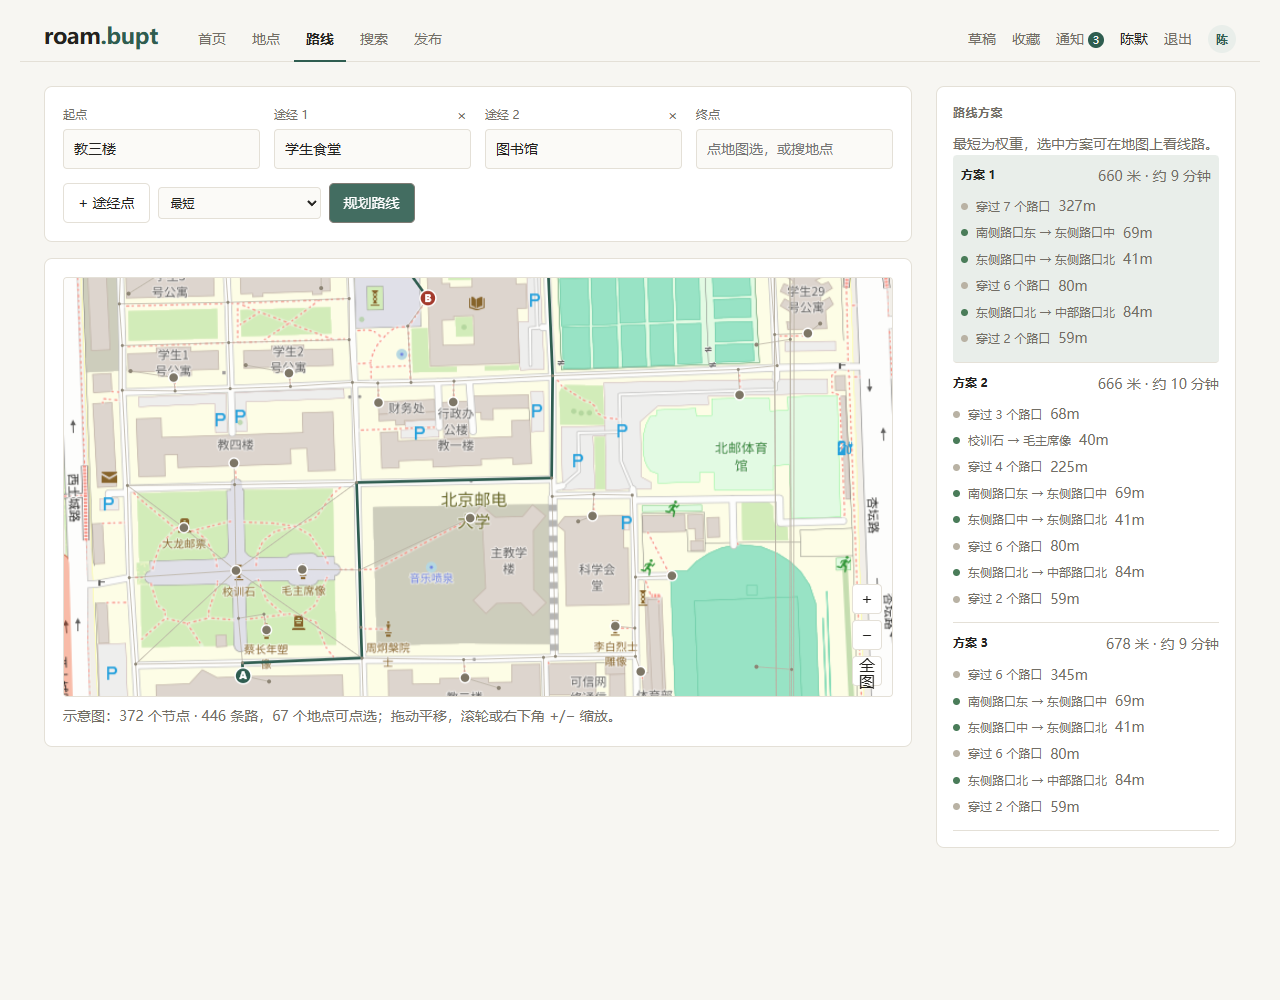 roam.bupt
首页
地点
路线
搜索
发布
草稿
收藏
通知 3
陈默
退出
陈
起点
途经 1
×
途经 2
×
终点
教三楼
学生食堂
图书馆
点地图选，或搜地点
+ 途经点
最短
规划路线
号公寓
号公寓
B
P
学生29
号公寓
学生1
号公寓
学生2
号公寓
P
P
财务处
P
行政办
公楼
教一楼
P
P
P
教四楼
北邮体育
馆
西土城路
P
北京邮电
大学
杏坛路
大龙邮票
主教学
楼
P
音乐喷泉
科学会
堂
校训石
毛主席像
蔡长年塑
像
周炯槃院
士
李白烈士
雕像
A
P
可信网
+
−
全
图
示意图：372 个节点 · 446 条路，67 个地点可点选；拖动平移，滚轮或右下角 +/− 缩放。
路线方案
最短为权重，选中方案可在地图上看线路。
方案 1 660 米 · 约 9 分钟
穿过 7 个路口 327m
南侧路口东 → 东侧路口中 69m
东侧路口中 → 东侧路口北 41m
穿过 6 个路口 80m
东侧路口北 → 中部路口北 84m
穿过 2 个路口 59m
方案 2 666 米 · 约 10 分钟
穿过 3 个路口 68m
校训石 → 毛主席像 40m
穿过 4 个路口 225m
南侧路口东 → 东侧路口中 69m
东侧路口中 → 东侧路口北 41m
穿过 6 个路口 80m
东侧路口北 → 中部路口北 84m
穿过 2 个路口 59m
方案 3 678 米 · 约 9 分钟
穿过 6 个路口 345m
南侧路口东 → 东侧路口中 69m
东侧路口中 → 东侧路口北 41m
穿过 6 个路口 80m
东侧路口北 → 中部路口北 84m
穿过 2 个路口 59m